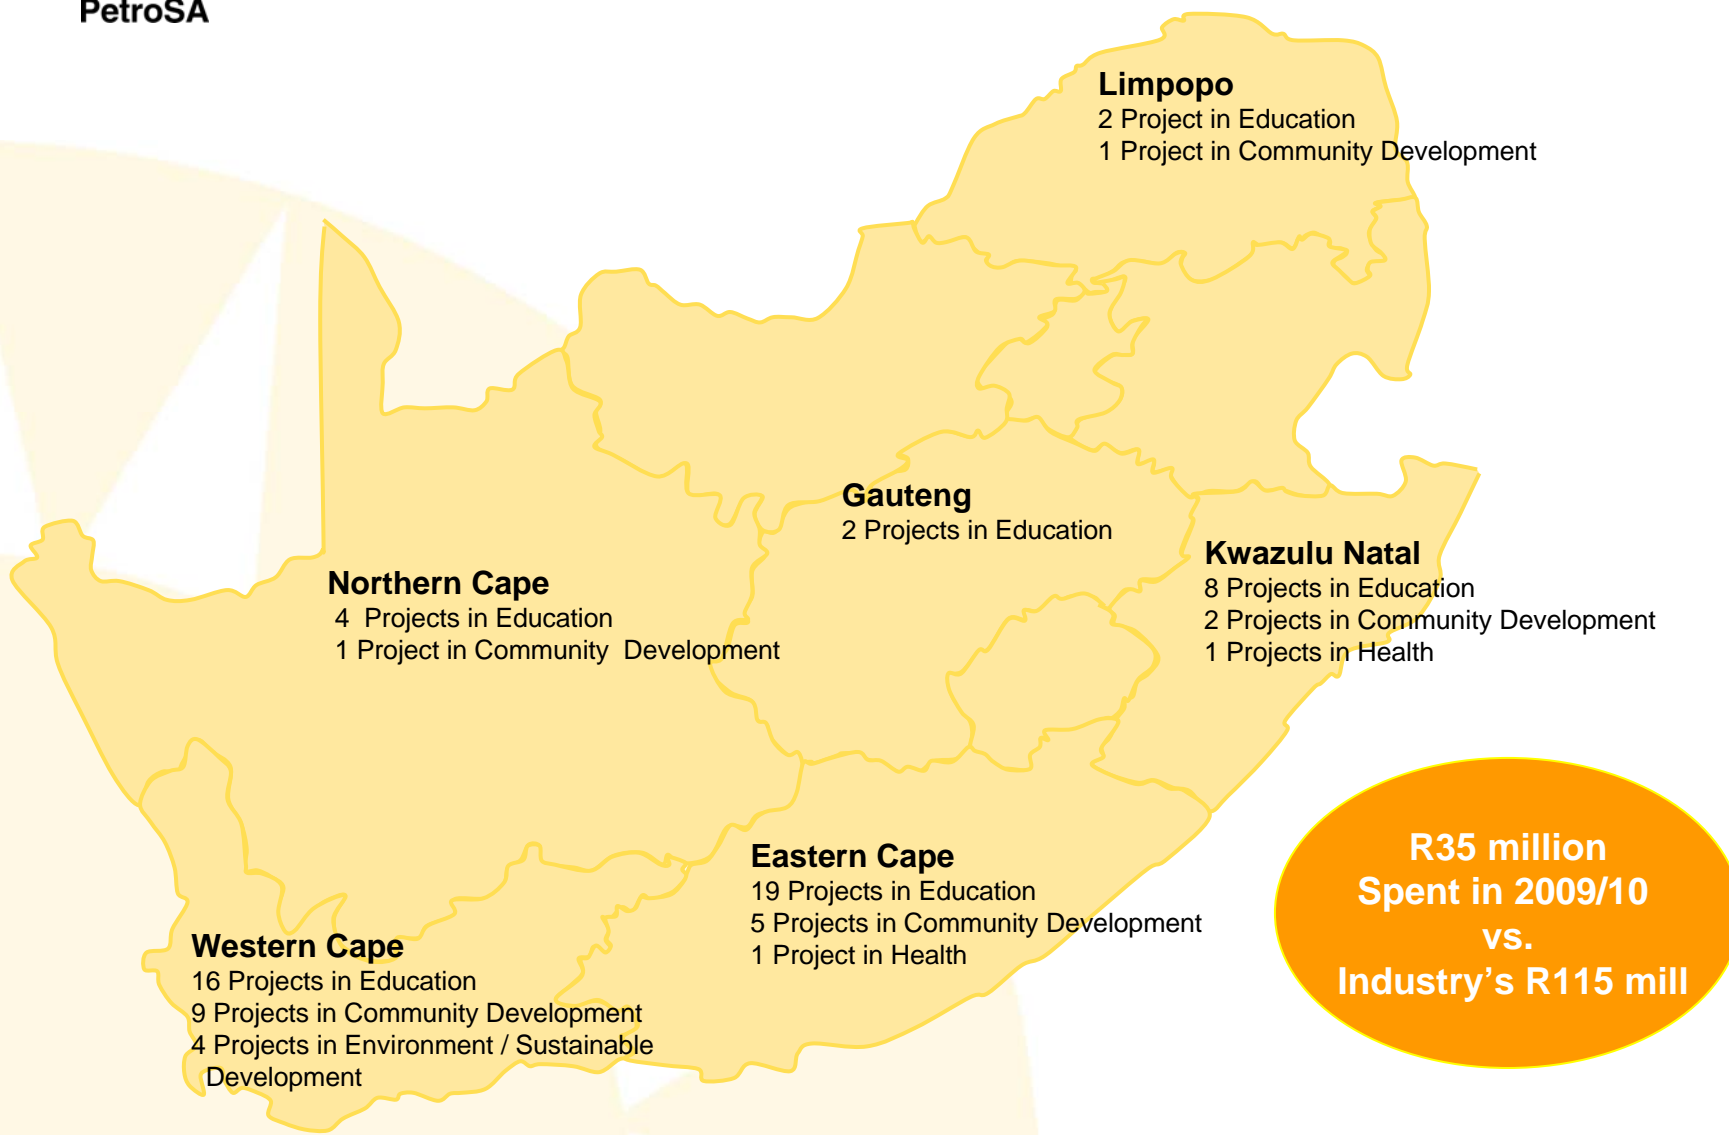 PetroSA
Limpopo
2 Project in Education
1 Project in Community Development
Gauteng
2 Projects in Education
Kwazulu Natal
8 Projects in Education
2 Projects in Community Development
1 Projects in Health
Northern Cape
4 Projects in Education
1 Project in Community Development
Eastern Cape
19 Projects in Education
5 Projects in Community Development
1 Project in Health
Western Cape
16 Projects in Education
9 Projects in Community Development
4 Projects in Environment / Sustainable
Development
R35 million
Spent in 2009/10
vs.
Industry’s R115 mill